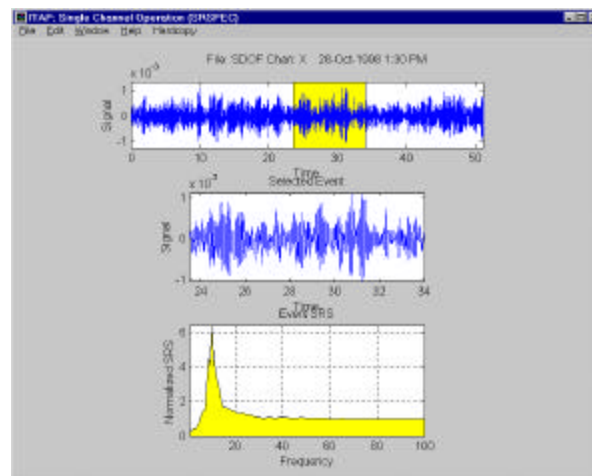 ITAP: Single Channel Operation (SRSPEC)
File Edit Window Help Hardcopy
File: SDOF Chan: X 28-Oct-1998 1:30 PM
x 10⁻³
Signal
1
0
-1
0 10 20 30 40 50
Time
Selected Event
x 10⁻³
Signal
1
0
-1
24 26 28 30 32 34
Time
Event SRS
Normalized SRS
6
4
2
0
20 40 60 80 100
Frequency